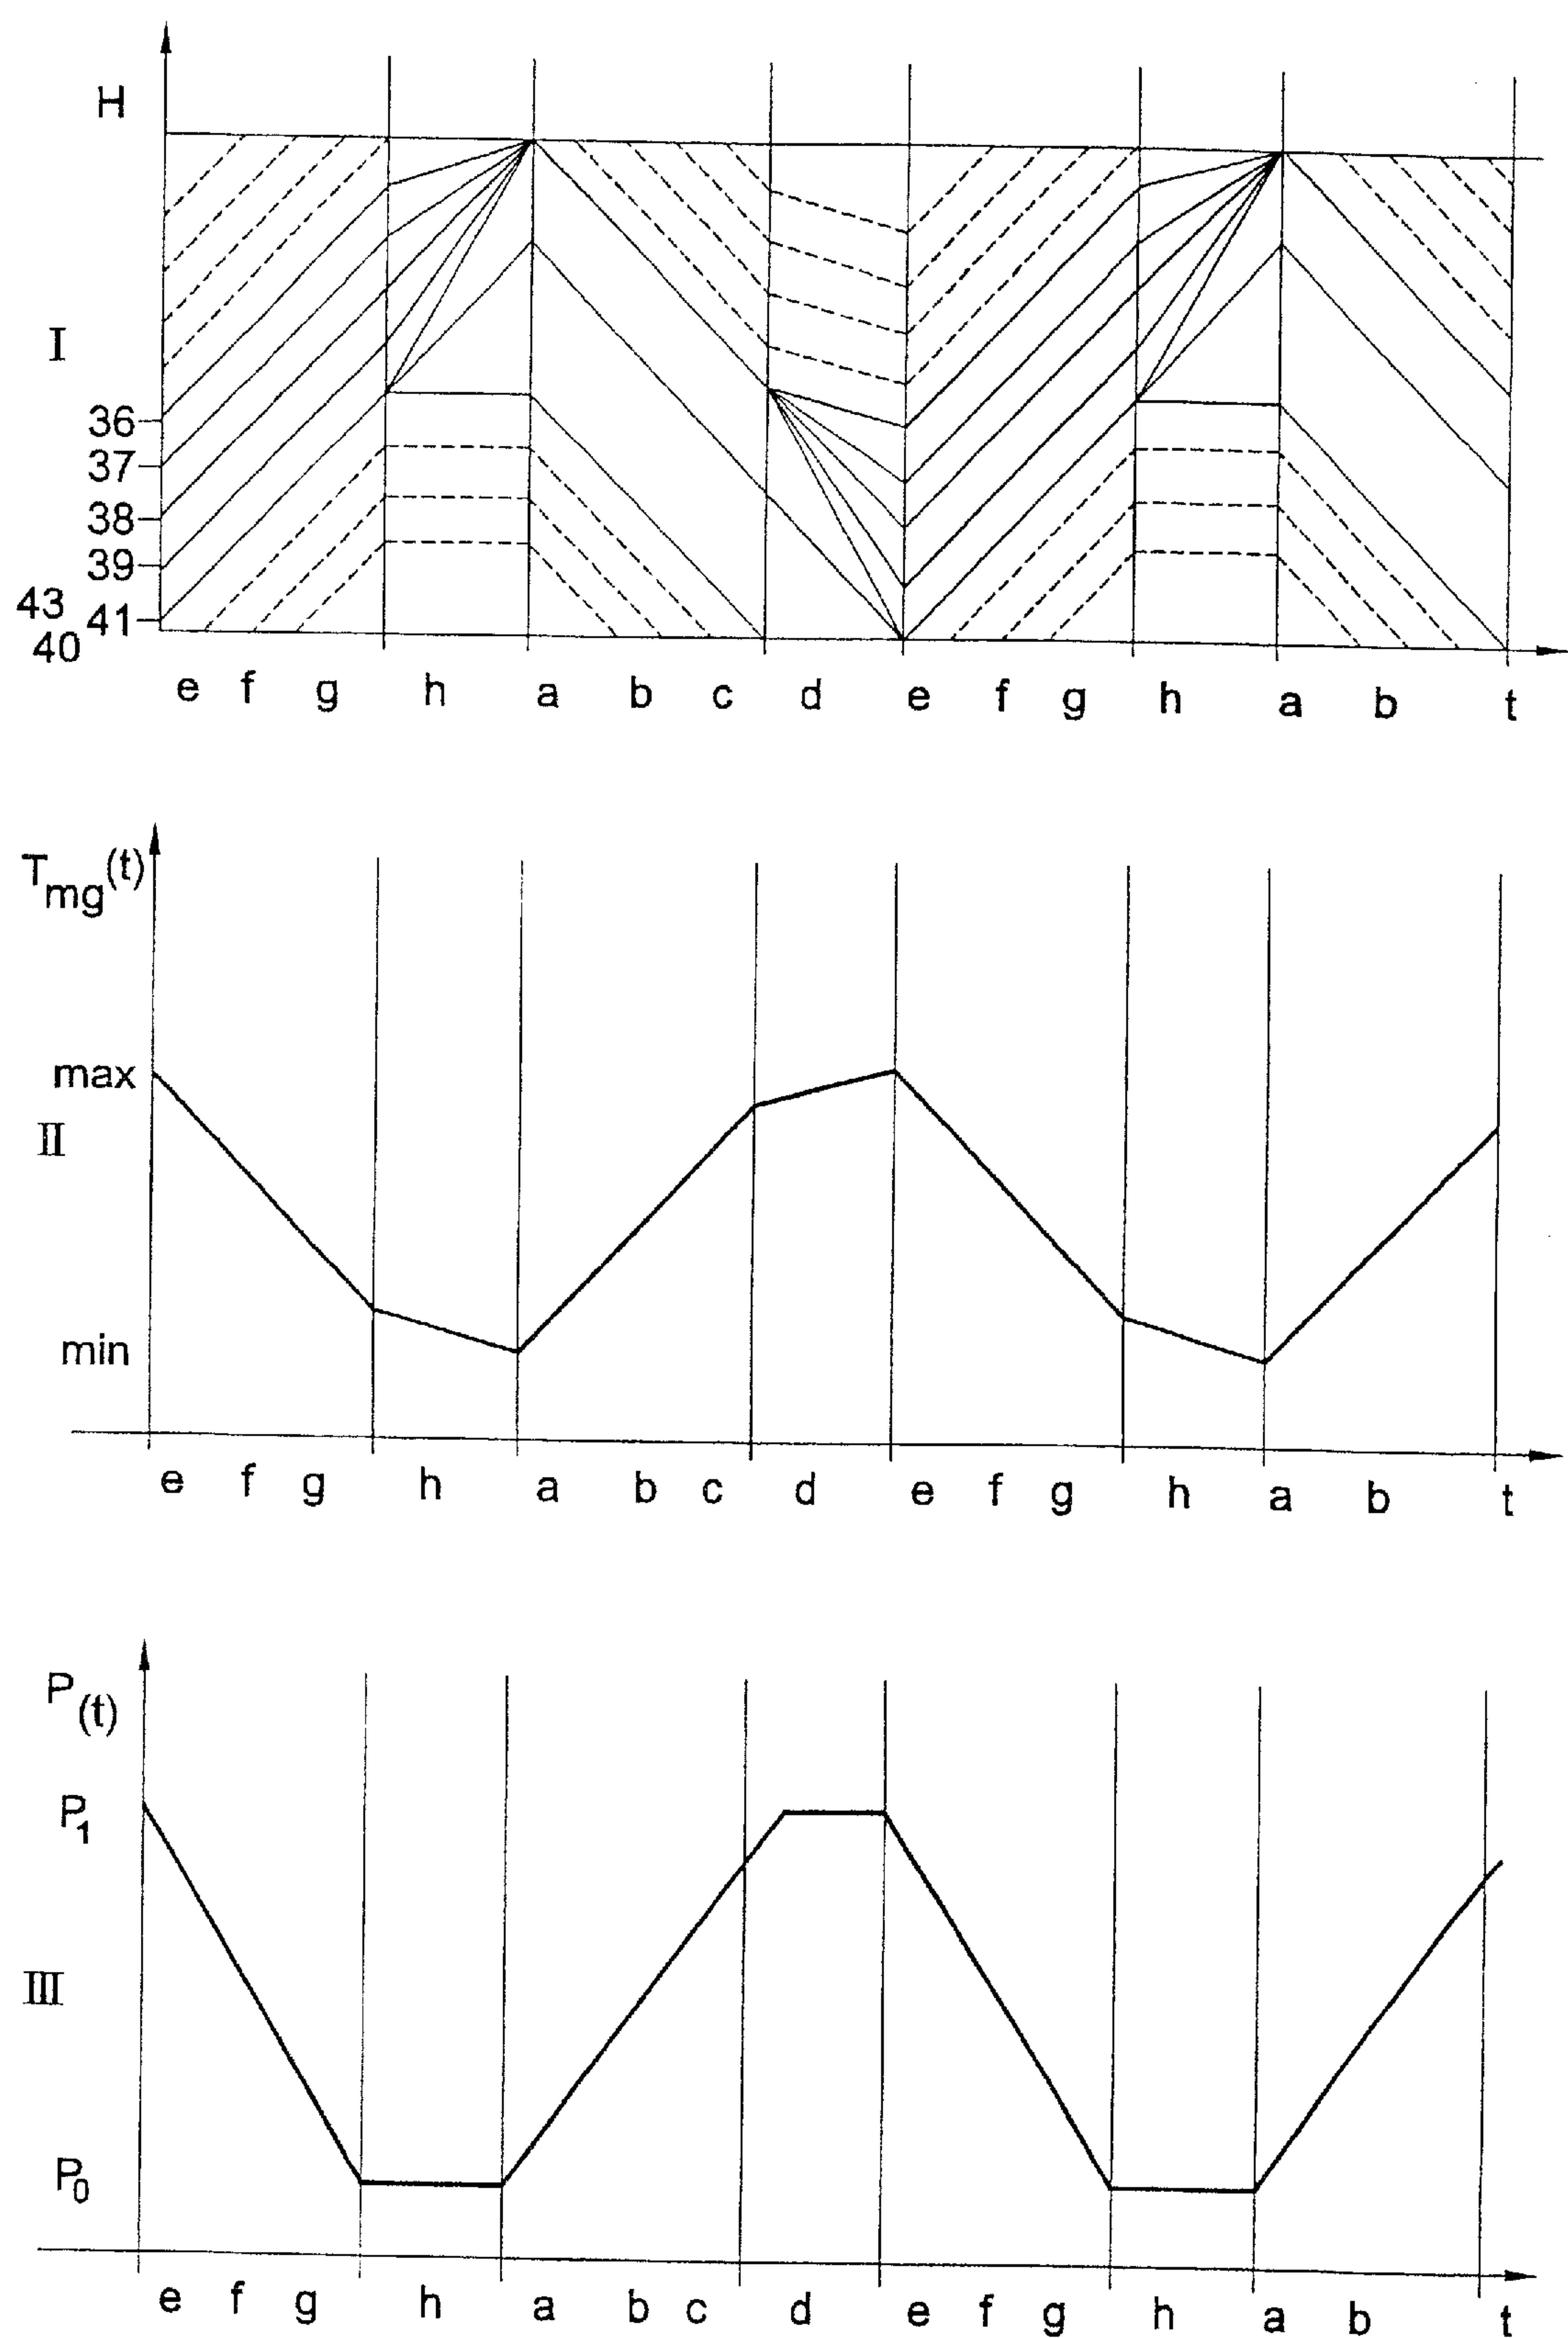 H
I
36
37
38
39
43 41
40
e f g h a b c d e f g h a b t
Tmg(t)
max
II
min
e f g h a b c d e f g h a b t
P(t)
P1
III
P0
e f g h a b c d e f g h a b t